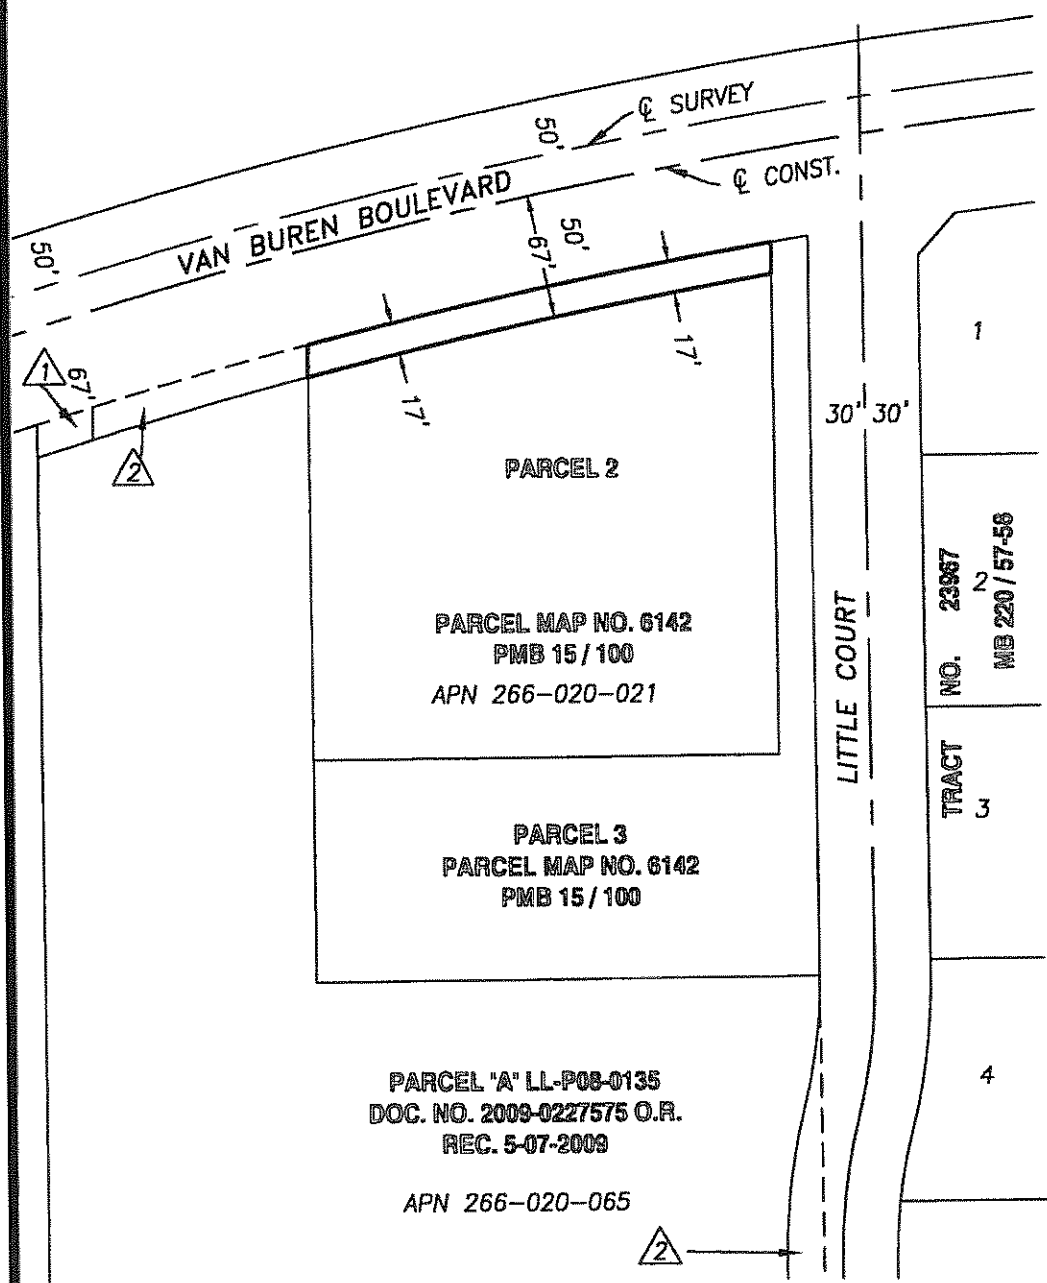 ℄ SURVEY
50'
℄ CONST.
VAN BUREN BOULEVARD
50'
50'
67'
17'
17'
1
67'
2
30' 30'
1
PARCEL 2
PARCEL MAP NO. 6142
PMB 15 / 100
APN 266-020-021
LITTLE COURT
TRACT NO. 23967
MB 220 / 57-58
2
3
PARCEL 3
PARCEL MAP NO. 6142
PMB 15 / 100
PARCEL "A" LL-P08-0135
DOC. NO. 2009-0227575 O.R.
REC. 5-07-2009
4
APN 266-020-065
2